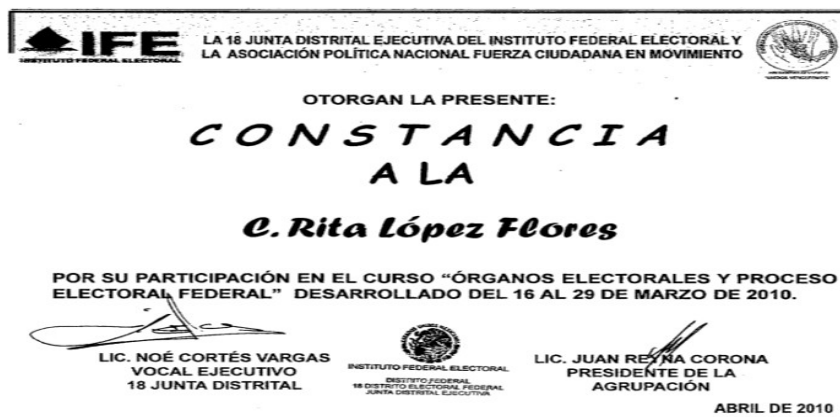 IFE
INSTITUTO FEDERAL ELECTORAL
LA 18 JUNTA DISTRITAL EJECUTIVA DEL INSTITUTO FEDERAL ELECTORAL Y
LA ASOCIACIÓN POLÍTICA NACIONAL FUERZA CIUDADANA EN MOVIMIENTO
OTORGAN LA PRESENTE:
CONSTANCIA
A LA
C. Rita López Flores
POR SU PARTICIPACIÓN EN EL CURSO “ÓRGANOS ELECTORALES Y PROCESO
ELECTORAL FEDERAL” DESARROLLADO DEL 16 AL 29 DE MARZO DE 2010.
LIC. NOÉ CORTÉS VARGAS
VOCAL EJECUTIVO
18 JUNTA DISTRITAL
INSTITUTO FEDERAL ELECTORAL
DISTRITO FEDERAL
18 DISTRITO ELECTORAL FEDERAL
JUNTA DISTRITAL EJECUTIVA
LIC. JUAN REYNA CORONA
PRESIDENTE DE LA
AGRUPACIÓN
ABRIL DE 2010